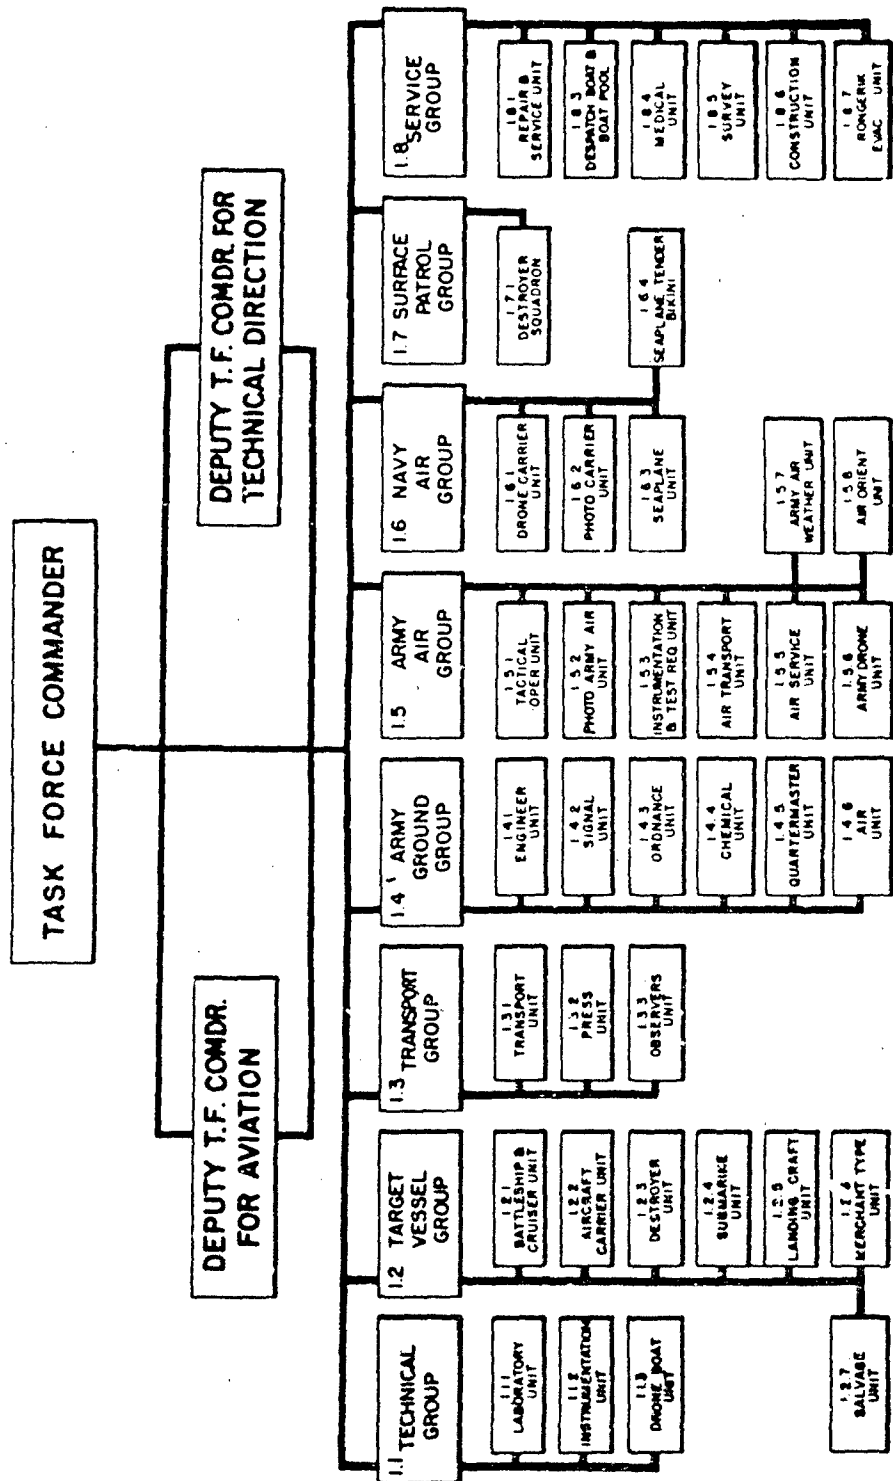 TASK FORCE COMMANDER
DEPUTY T.F. COMDR.
FOR AVIATION
DEPUTY T.F. COMDR. FOR
TECHNICAL DIRECTION
1.1 TECHNICAL
GROUP
1.1.1
LABORATORY
UNIT
1.1.2
INSTRUMENTATION
UNIT
1.1.3
DRONE BOAT
UNIT
1.2 TARGET
VESSEL
GROUP
1.2.1
BATTLESHIP &
CRUISER UNIT
1.2.2
AIRCRAFT
CARRIER UNIT
1.2.3
DESTROYER
UNIT
1.2.4
SUBMARINE
UNIT
1.2.5
LANDING CRAFT
UNIT
1.2.6
MERCHANT TYPE
UNIT
1.2.7
SALVAGE
UNIT
1.3 TRANSPORT
GROUP
1.3.1
TRANSPORT
UNIT
1.3.2
PRESS
UNIT
1.3.3
OBSERVERS
UNIT
1.4 ARMY
GROUND
GROUP
1.4.1
ENGINEER
UNIT
1.4.2
SIGNAL
UNIT
1.4.3
ORDNANCE
UNIT
1.4.4
CHEMICAL
UNIT
1.4.5
QUARTERMASTER
UNIT
1.4.6
AIR
UNIT
1.5 ARMY
AIR
GROUP
1.5.1
TACTICAL
OPER UNIT
1.5.2
PHOTO ARMY AIR
UNIT
1.5.3
INSTRUMENTATION
& TEST REQ UNIT
1.5.4
AIR TRANSPORT
UNIT
1.5.5
AIR SERVICE
UNIT
1.5.6
ARMY DRONE
UNIT
1.5.7
ARMY AIR
WEATHER UNIT
1.5.8
AIR ORIENT
UNIT
1.6 NAVY
AIR
GROUP
1.6.1
DRONE CARRIER
UNIT
1.6.2
PHOTO CARRIER
UNIT
1.6.3
SEAPLANE
UNIT
1.6.4
SEAPLANE TENDER
BIKINI
1.7 SURFACE
PATROL
GROUP
1.7.1
DESTROYER
SQUADRON
1.8 SERVICE
GROUP
1.8.1
REPAIR &
SERVICE UNIT
1.8.3
DESPATCH BOAT &
BOAT POOL
1.8.4
MEDICAL
UNIT
1.8.5
SURVEY
UNIT
1.8.6
CONSTRUCTION
UNIT
1.8.7
RONGERIK
EVAC UNIT